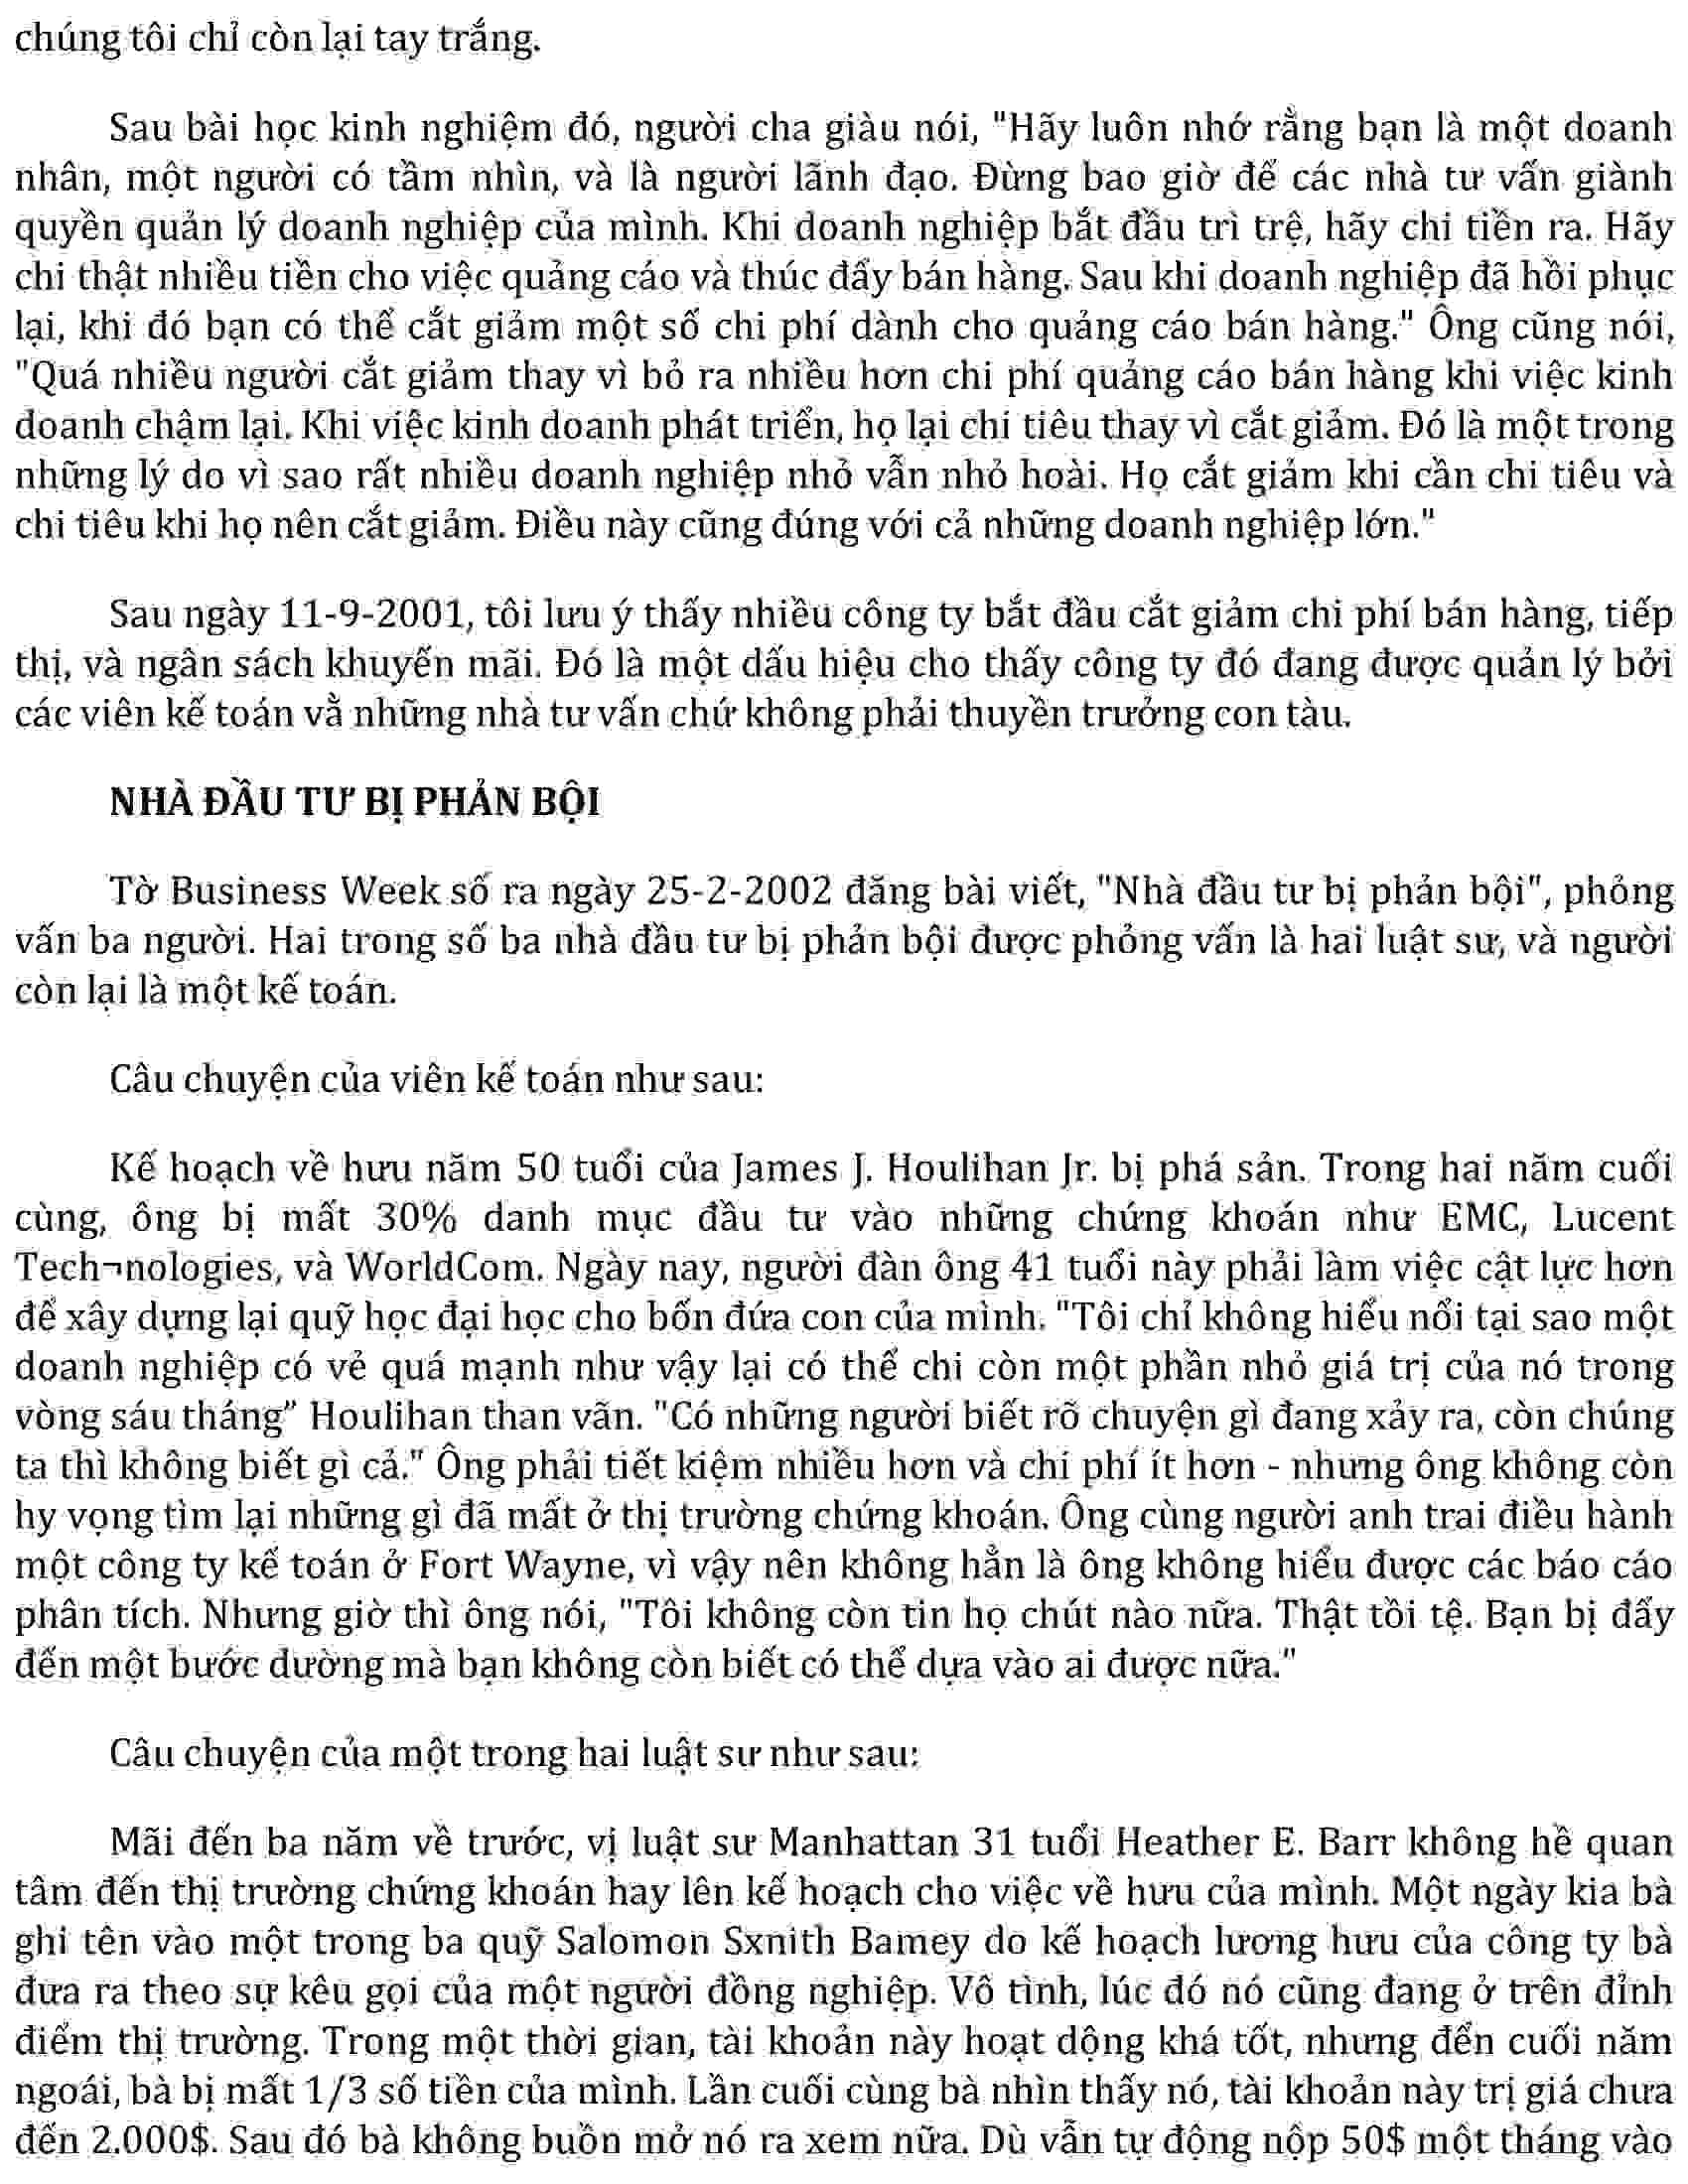 chúng tôi chỉ còn lại tay trắng.
Sau bài học kinh nghiệm đó, người cha giàu nói, "Hãy luôn nhớ rằng bạn là một doanh
nhân, một người có tầm nhìn, và là người lãnh đạo. Đừng bao giờ để các nhà tư vấn giành
quyền quản lý doanh nghiệp của mình. Khi doanh nghiệp bắt đầu trì trệ, hãy chi tiền ra. Hãy
chi thật nhiều tiền cho việc quảng cáo và thúc đẩy bán hàng. Sau khi doanh nghiệp đã hồi phục
lại, khi đó bạn có thể cắt giảm một số chi phí dành cho quảng cáo bán hàng." Ông cũng nói,
"Quá nhiều người cắt giảm thay vì bỏ ra nhiều hơn chi phí quảng cáo bán hàng khi việc kinh
doanh chậm lại. Khi việc kinh doanh phát triển, họ lại chi tiêu thay vì cắt giảm. Đó là một trong
những lý do vì sao rất nhiều doanh nghiệp nhỏ vẫn nhỏ hoài. Họ cắt giảm khi cần chi tiêu và
chi tiêu khi họ nên cắt giảm. Điều này cũng đúng với cả những doanh nghiệp lớn."
Sau ngày 11-9-2001, tôi lưu ý thấy nhiều công ty bắt đầu cắt giảm chi phí bán hàng, tiếp
thị, và ngân sách khuyến mãi. Đó là một dấu hiệu cho thấy công ty đó đang được quản lý bởi
các viên kế toán vằ những nhà tư vấn chứ không phải thuyền trưởng con tàu.
NHÀ ĐẦU TƯ BỊ PHẢN BỘI
Tờ Business Week số ra ngày 25-2-2002 đăng bài viết, "Nhà đầu tư bị phản bội", phỏng
vấn ba người. Hai trong số ba nhà đầu tư bị phản bội được phỏng vấn là hai luật sư, và người
còn lại là một kế toán.
Câu chuyện của viên kế toán như sau:
Kế hoạch về hưu năm 50 tuổi của James J. Houlihan Jr. bị phá sản. Trong hai năm cuối
cùng, ông bị mất 30% danh mục đầu tư vào những chứng khoán như EMC, Lucent
Tech¬nologies, và WorldCom. Ngày nay, người đàn ông 41 tuổi này phải làm việc cật lực hơn
để xây dựng lại quỹ học đại học cho bốn đứa con của mình. "Tôi chỉ không hiểu nổi tại sao một
doanh nghiệp có vẻ quá mạnh như vậy lại có thể chi còn một phần nhỏ giá trị của nó trong
vòng sáu tháng" Houlihan than vãn. "Có những người biết rõ chuyện gì đang xảy ra, còn chúng
ta thì không biết gì cả." Ông phải tiết kiệm nhiều hơn và chi phí ít hơn - nhưng ông không còn
hy vọng tìm lại những gì đã mất ở thị trường chứng khoán. Ông cùng người anh trai điều hành
một công ty kế toán ở Fort Wayne, vì vậy nên không hẳn là ông không hiểu được các báo cáo
phân tích. Nhưng giờ thì ông nói, "Tôi không còn tin họ chút nào nữa. Thật tồi tệ. Bạn bị đẩy
đến một bước đường mà bạn không còn biết có thể dựa vào ai được nữa."
Câu chuyện của một trong hai luật sư như sau:
Mãi đến ba năm về trước, vị luật sư Manhattan 31 tuổi Heather E. Barr không hề quan
tâm đến thị trường chứng khoán hay lên kế hoạch cho việc về hưu của mình. Một ngày kia bà
ghi tên vào một trong ba quỹ Salomon Sxnith Bamey do kế hoạch lương hưu của công ty bà
đưa ra theo sự kêu gọi của một người đồng nghiệp. Vô tình, lúc đó nó cũng đang ở trên đỉnh
điểm thị trường. Trong một thời gian, tài khoản này hoạt động khá tốt, nhưng đển cuối năm
ngoái, bà bị mất 1/3 số tiền của mình. Lần cuối cùng bà nhìn thấy nó, tài khoản này trị giá chưa
đến 2.000$. Sau đó bà không buồn mở nó ra xem nữa. Dù vẫn tự động nộp 50$ một tháng vào